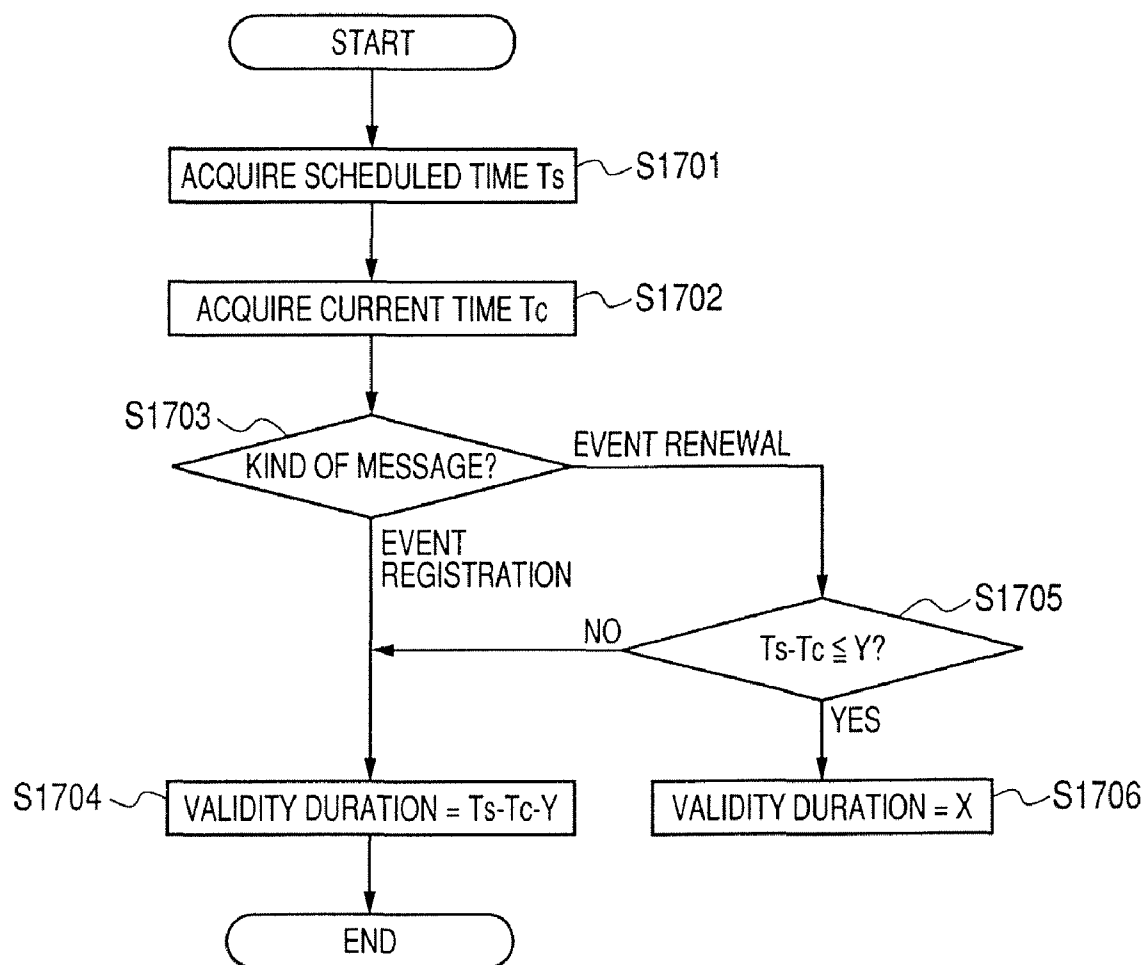 START
ACQUIRE SCHEDULED TIME Ts
S1701
ACQUIRE CURRENT TIME Tc
S1702
S1703
KIND OF MESSAGE?
EVENT RENEWAL
EVENT
REGISTRATION
S1705
NO
Ts-Tc ≦ Y?
YES
S1704
VALIDITY DURATION = Ts-Tc-Y
VALIDITY DURATION = X
S1706
END